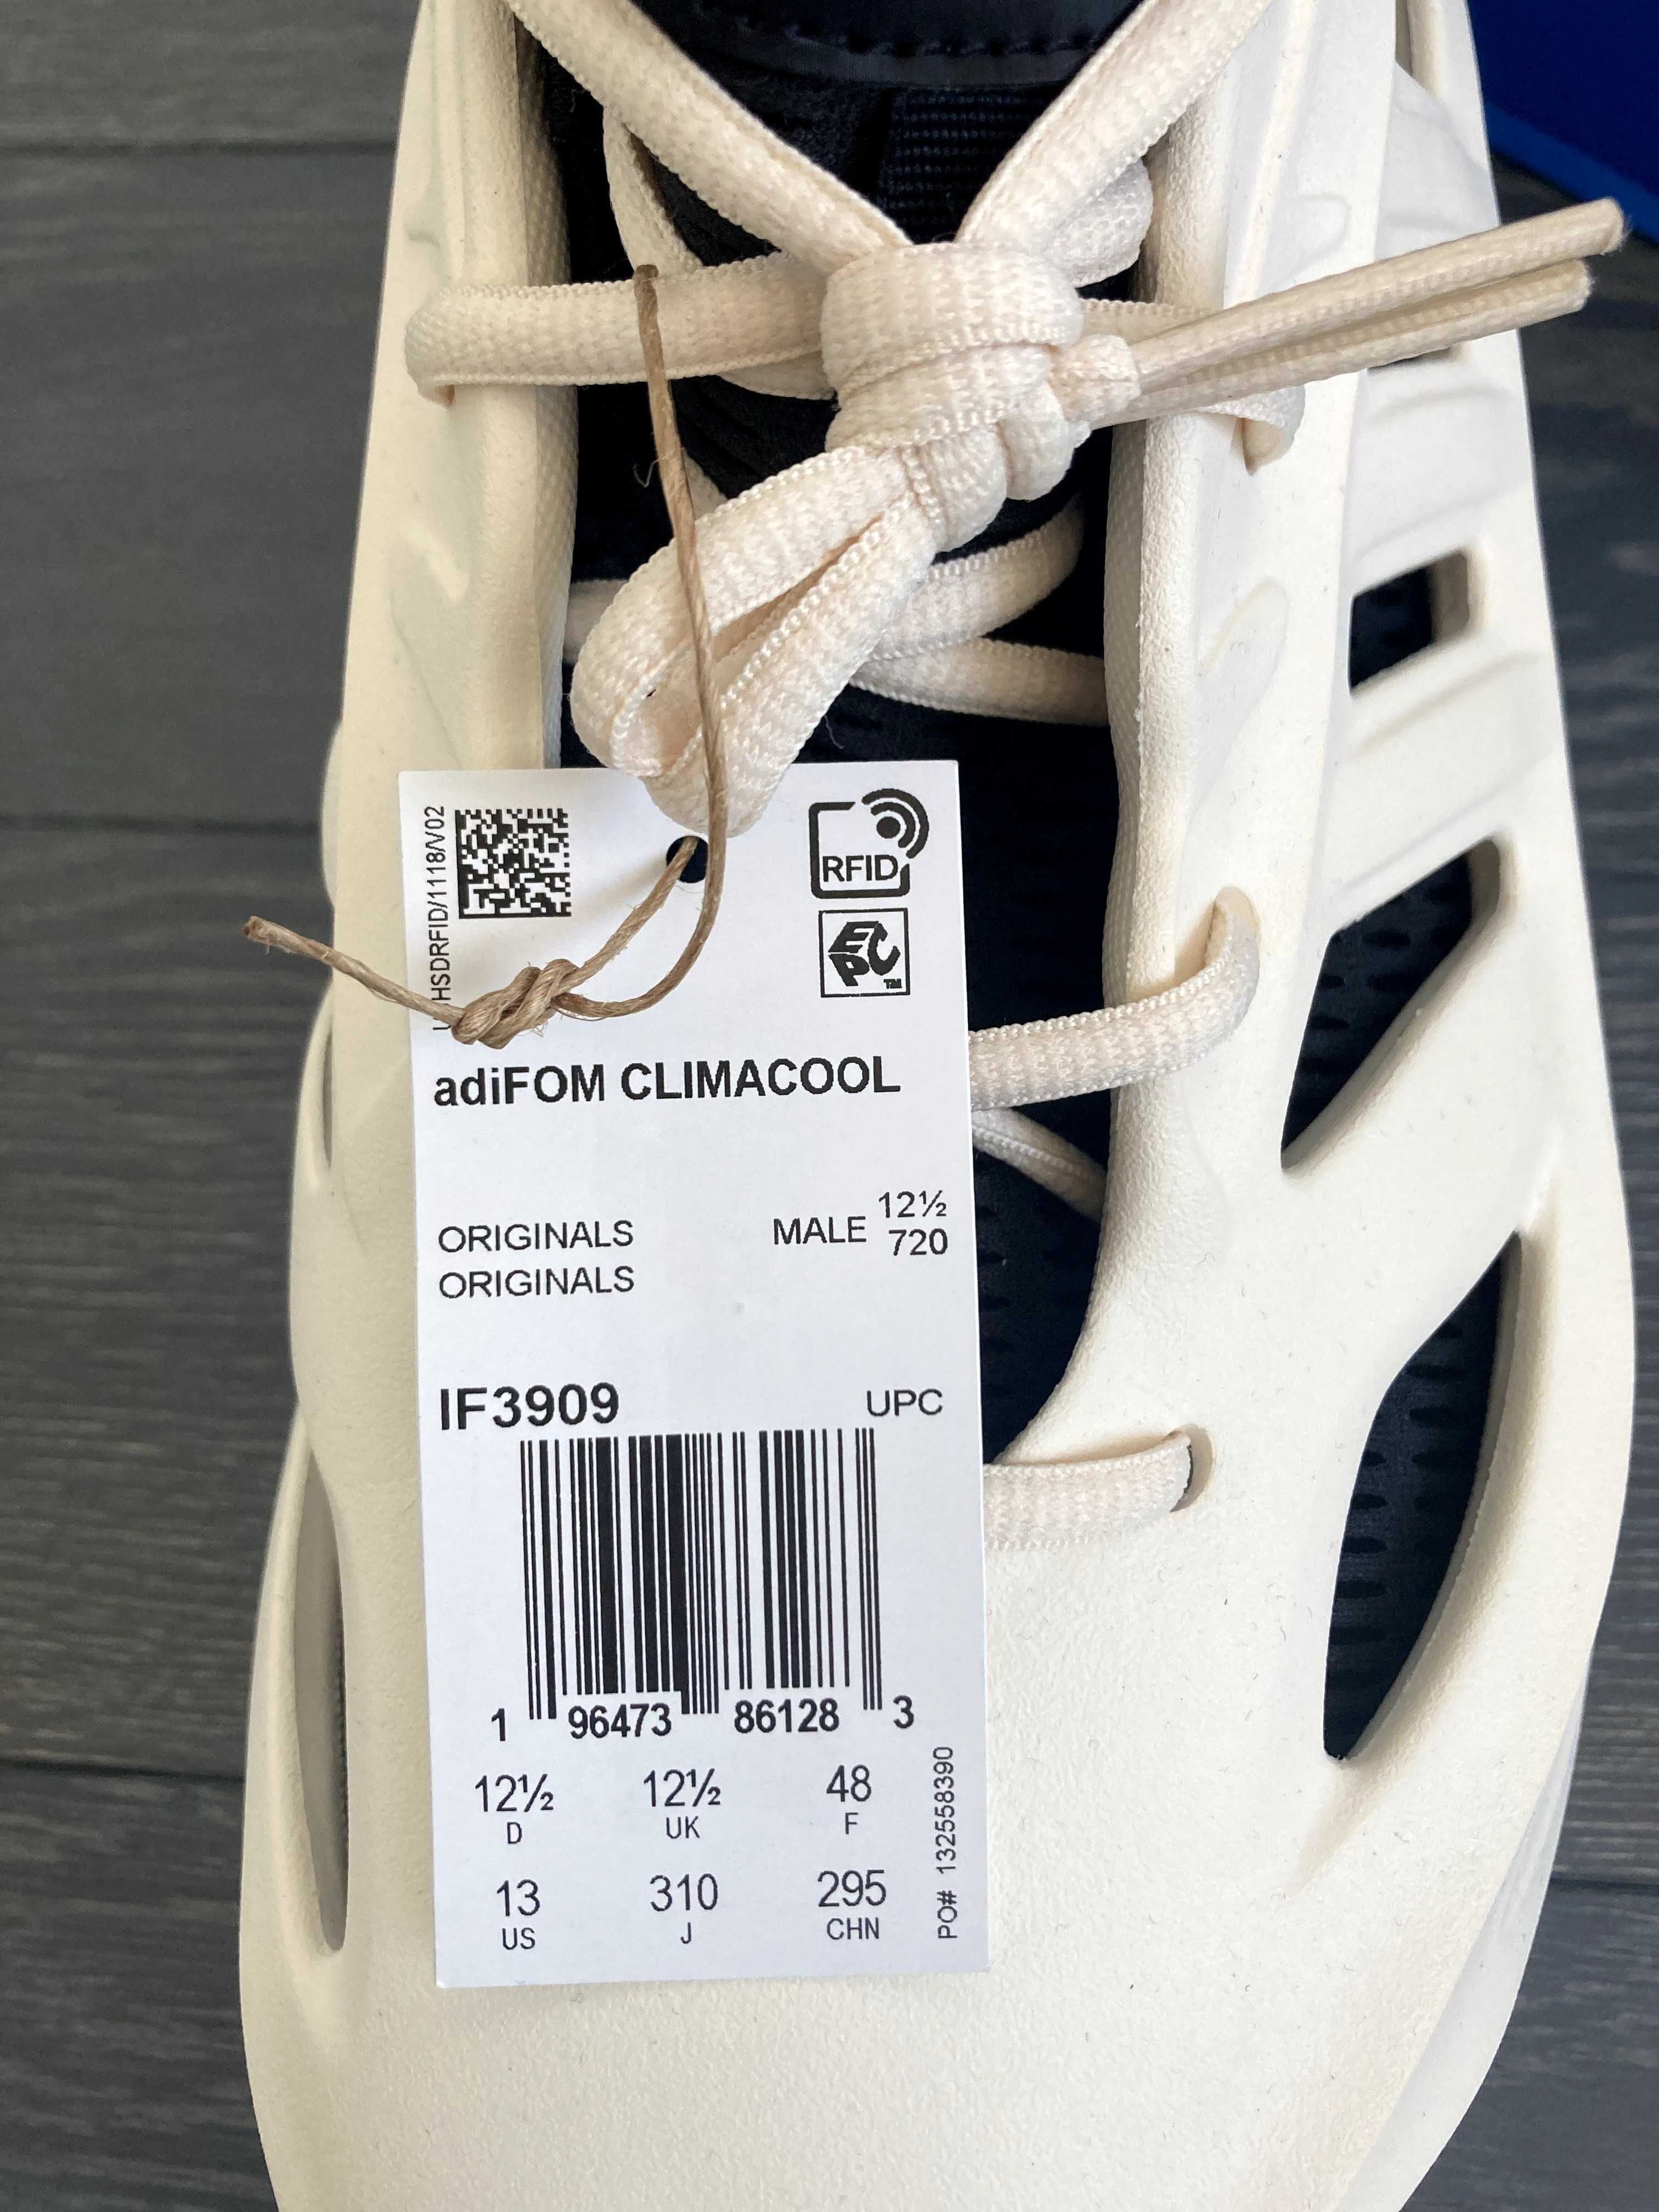 HSDRFID/1118/V02
RFID
EPC™
adiFOM CLIMACOOL
ORIGINALS MALE 12½
ORIGINALS 720
IF3909 UPC
1 96473 86128 3
12½ 12½ 48
D UK F
13 310 295
US J CHN
PO# 132558390